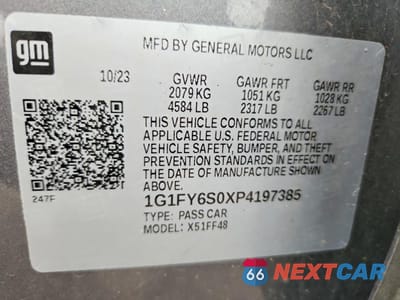 gm
MFD BY GENERAL MOTORS LLC
10/23 GVWR GAWR FRT GAWR RR
2079 KG 1051 KG 1028 KG
4584 LB 2317 LB 2267 LB
THIS VEHICLE CONFORMS TO ALL
APPLICABLE U.S. FEDERAL MOTOR
VEHICLE SAFETY, BUMPER, AND THEFT
PREVENTION STANDARDS IN EFFECT
ON THE DATE OF MANUFACTURE SHOWN
ABOVE.
247F
1G1FY6S0XP4197385
TYPE: PASS CAR
MODEL: X51FF48
66 NEXTCAR